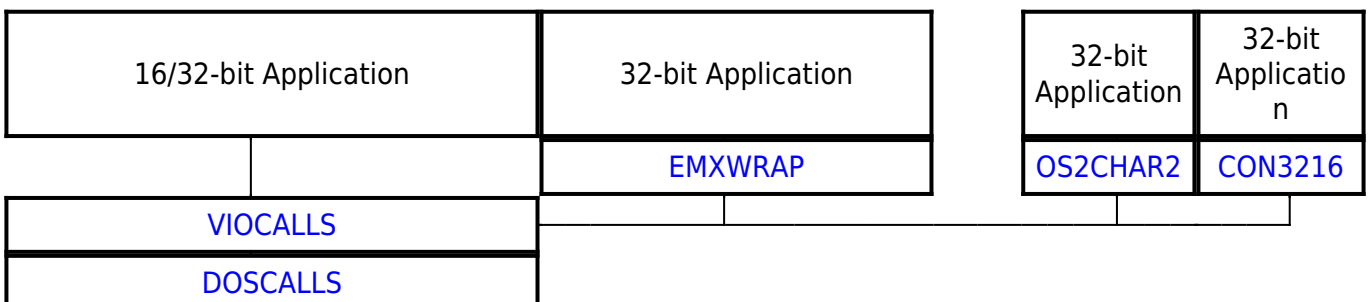 16/32-bit Application
32-bit Application
32-bit
Application
32-bit
Applicatio
n
EMXWRAP
OS2CHAR2
CON3216
VIOCALLS
DOSCALLS